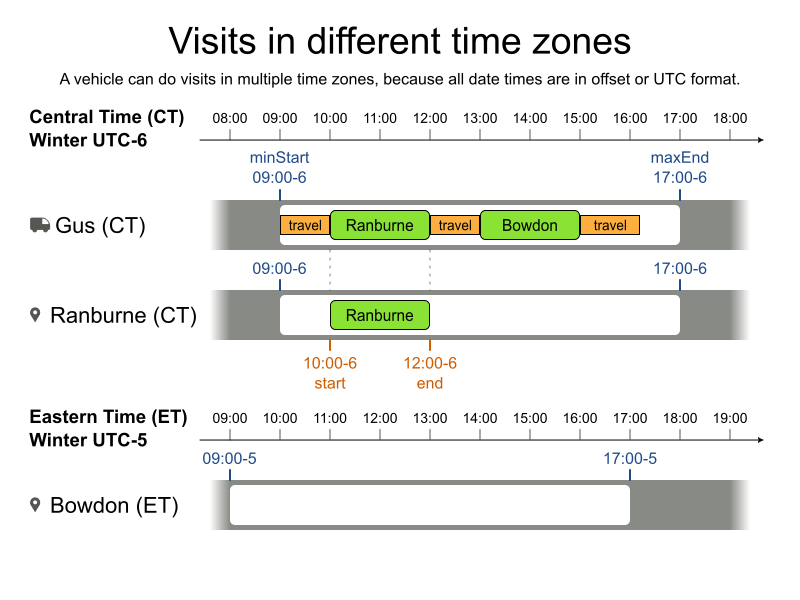 Visits in different time zones
A vehicle can do visits in multiple time zones, because all date times are in offset or UTC format.
Central Time (CT) 08:00 09:00 10:00 11:00 12:00 13:00 14:00 15:00 16:00 17:00 18:00
Winter UTC-6
minStart maxEnd
09:00-6 17:00-6
Gus (CT) travel Ranburne travel Bowdon travel
09:00-6 17:00-6
Ranburne (CT) Ranburne
10:00-6 12:00-6
start end
Eastern Time (ET) 09:00 10:00 11:00 12:00 13:00 14:00 15:00 16:00 17:00 18:00 19:00
Winter UTC-5
09:00-5 17:00-5
Bowdon (ET)